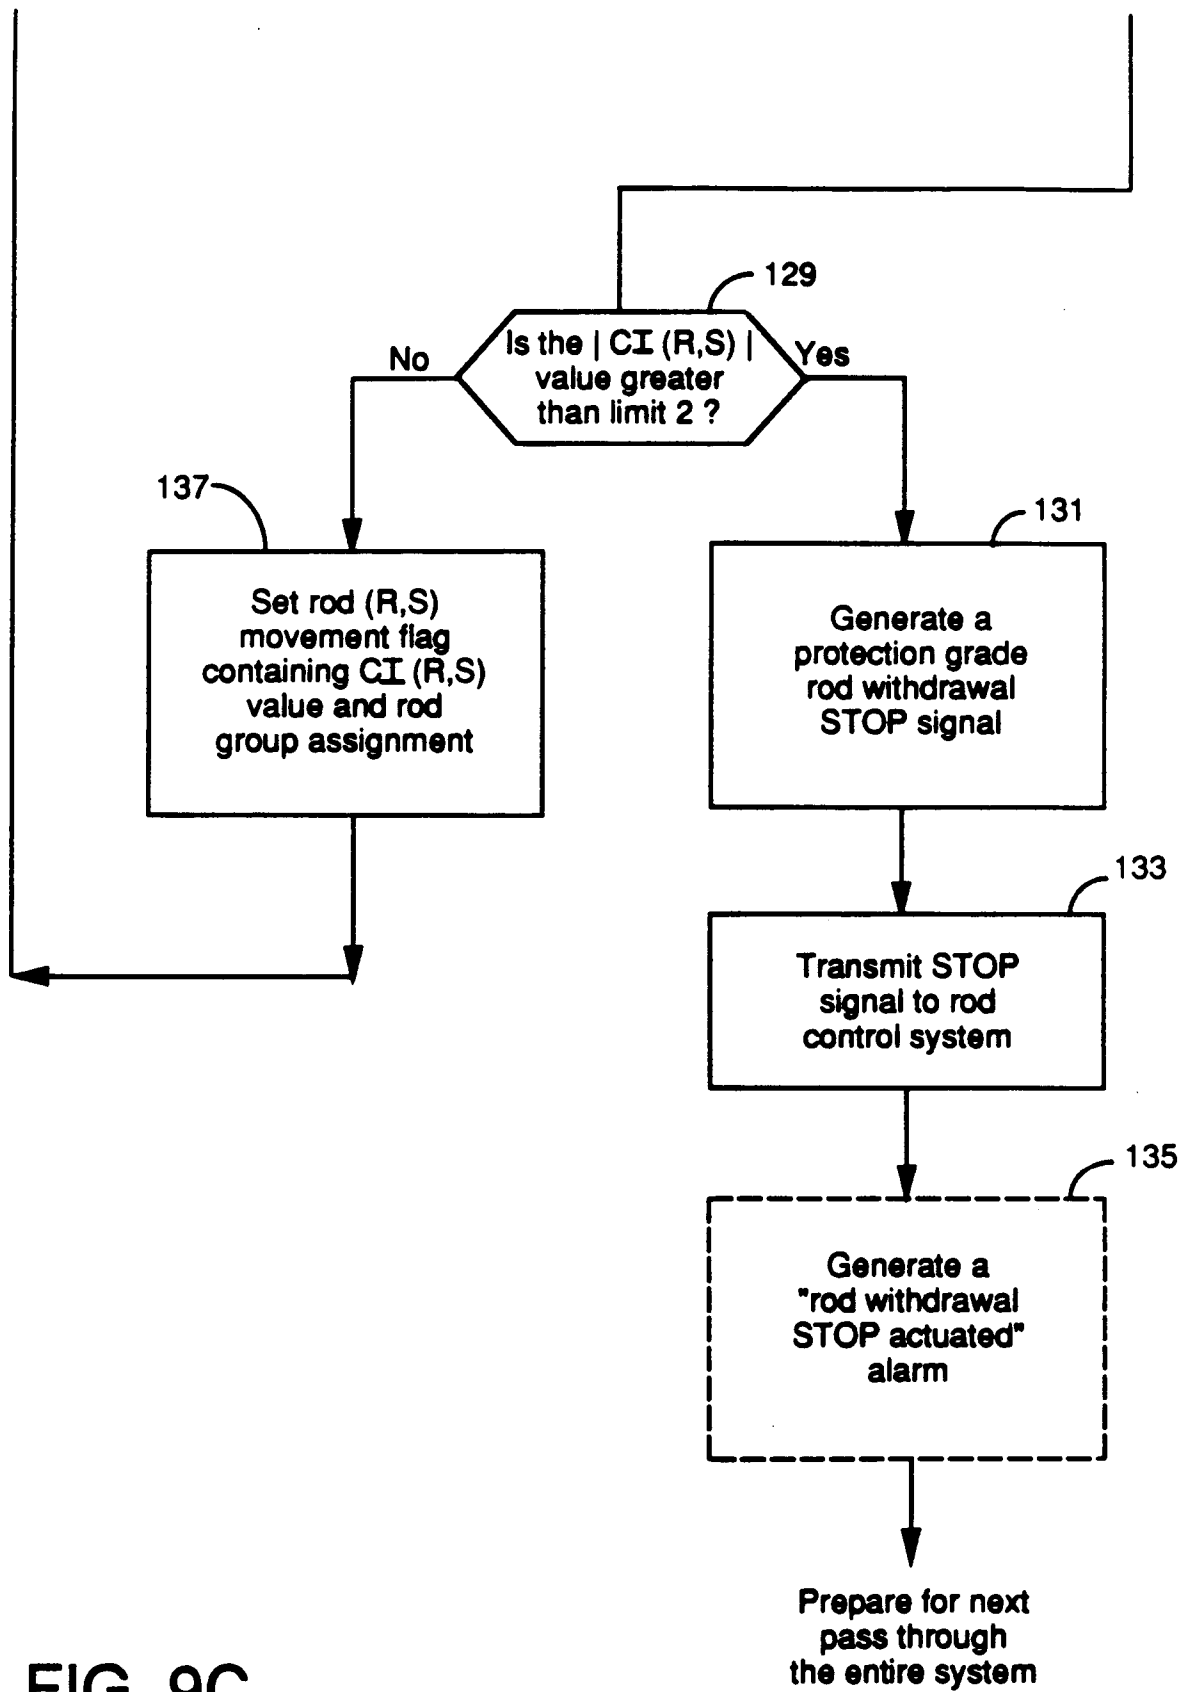 129
Is the | CI (R,S) |
value greater
than limit 2 ?
No
Yes
137
Set rod (R,S)
movement flag
containing CI (R,S)
value and rod
group assignment
131
Generate a
protection grade
rod withdrawal
STOP signal
133
Transmit STOP
signal to rod
control system
135
Generate a
"rod withdrawal
STOP actuated"
alarm
Prepare for next
pass through
the entire system
FIG. 9C